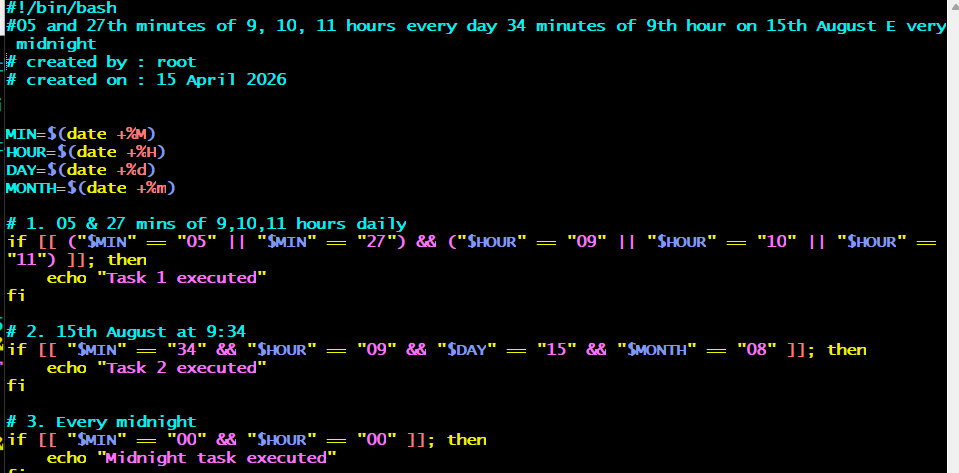 #!/bin/bash
#05 and 27th minutes of 9, 10, 11 hours every day 34 minutes of 9th hour on 15th August E very
 midnight
# created by : root
# created on : 15 April 2026
MIN=$(date +%M)
HOUR=$(date +%H)
DAY=$(date +%d)
MONTH=$(date +%m)
# 1. 05 & 27 mins of 9,10,11 hours daily
if [[ ("$MIN" == "05" || "$MIN" == "27") && ("$HOUR" == "09" || "$HOUR" == "10" || "$HOUR" ==
"11") ]]; then
    echo "Task 1 executed"
fi
# 2. 15th August at 9:34
if [[ "$MIN" == "34" && "$HOUR" == "09" && "$DAY" == "15" && "$MONTH" == "08" ]]; then
    echo "Task 2 executed"
fi
# 3. Every midnight
if [[ "$MIN" == "00" && "$HOUR" == "00" ]]; then
    echo "Midnight task executed"
fi